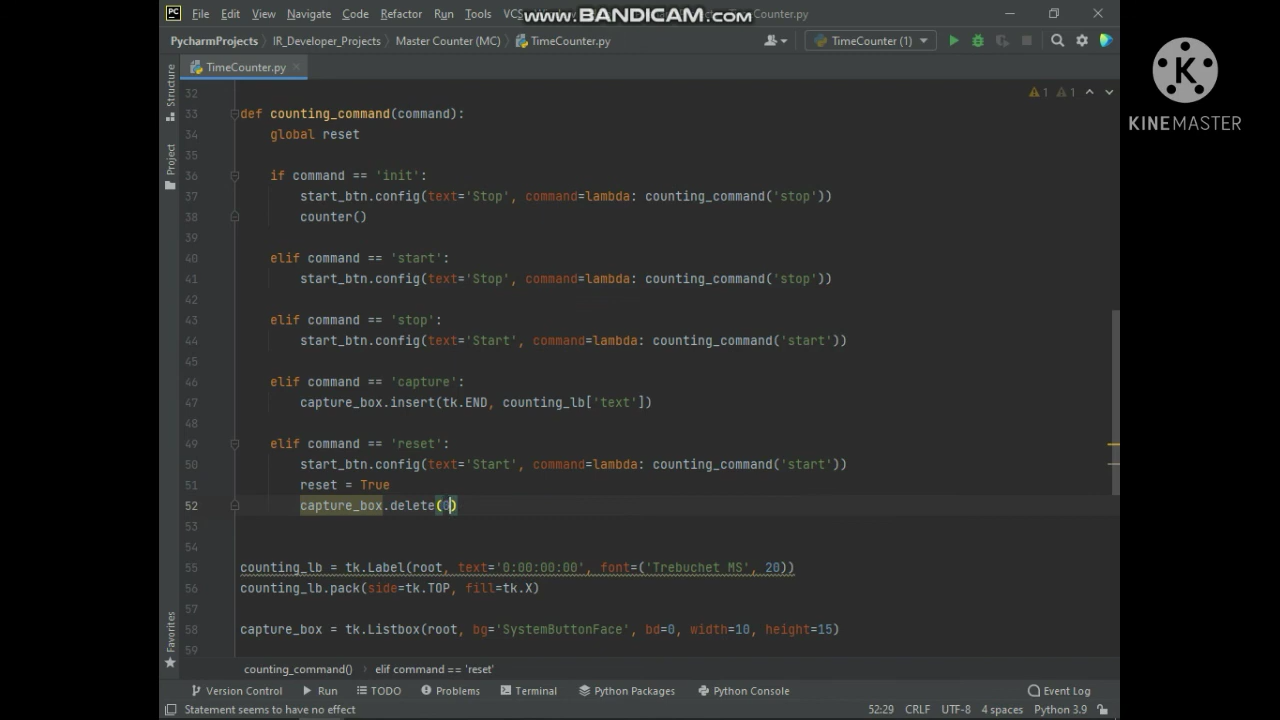 PC File Edit View Navigate Code Refactor Run Tools VCS www.BANDICAM.com TimeCounter.py
PycharmProjects IR_Developer_Projects Master Counter (MC) TimeCounter.py TimeCounter (1)
TimeCounter.py
K
KINEMASTER
Structure
Project
Favorites
1 1
32
33 def counting_command(command):
34 global reset
35
36 if command == 'init':
37 start_btn.config(text='Stop', command=lambda: counting_command('stop'))
38 counter()
39
40 elif command == 'start':
41 start_btn.config(text='Stop', command=lambda: counting_command('stop'))
42
43 elif command == 'stop':
44 start_btn.config(text='Start', command=lambda: counting_command('start'))
45
46 elif command == 'capture':
47 capture_box.insert(tk.END, counting_lb['text'])
48
49 elif command == 'reset':
50 start_btn.config(text='Start', command=lambda: counting_command('start'))
51 reset = True
52 capture_box.delete(0)
53
54
55 counting_lb = tk.Label(root, text='0:00:00:00', font=('Trebuchet MS', 20))
56 counting_lb.pack(side=tk.TOP, fill=tk.X)
57
58 capture_box = tk.Listbox(root, bg='SystemButtonFace', bd=0, width=10, height=15)
59
counting_command() elif command == 'reset'
Version Control Run TODO Problems Terminal Python Packages Python Console Event Log
Statement seems to have no effect 52:29 CRLF UTF-8 4 spaces Python 3.9